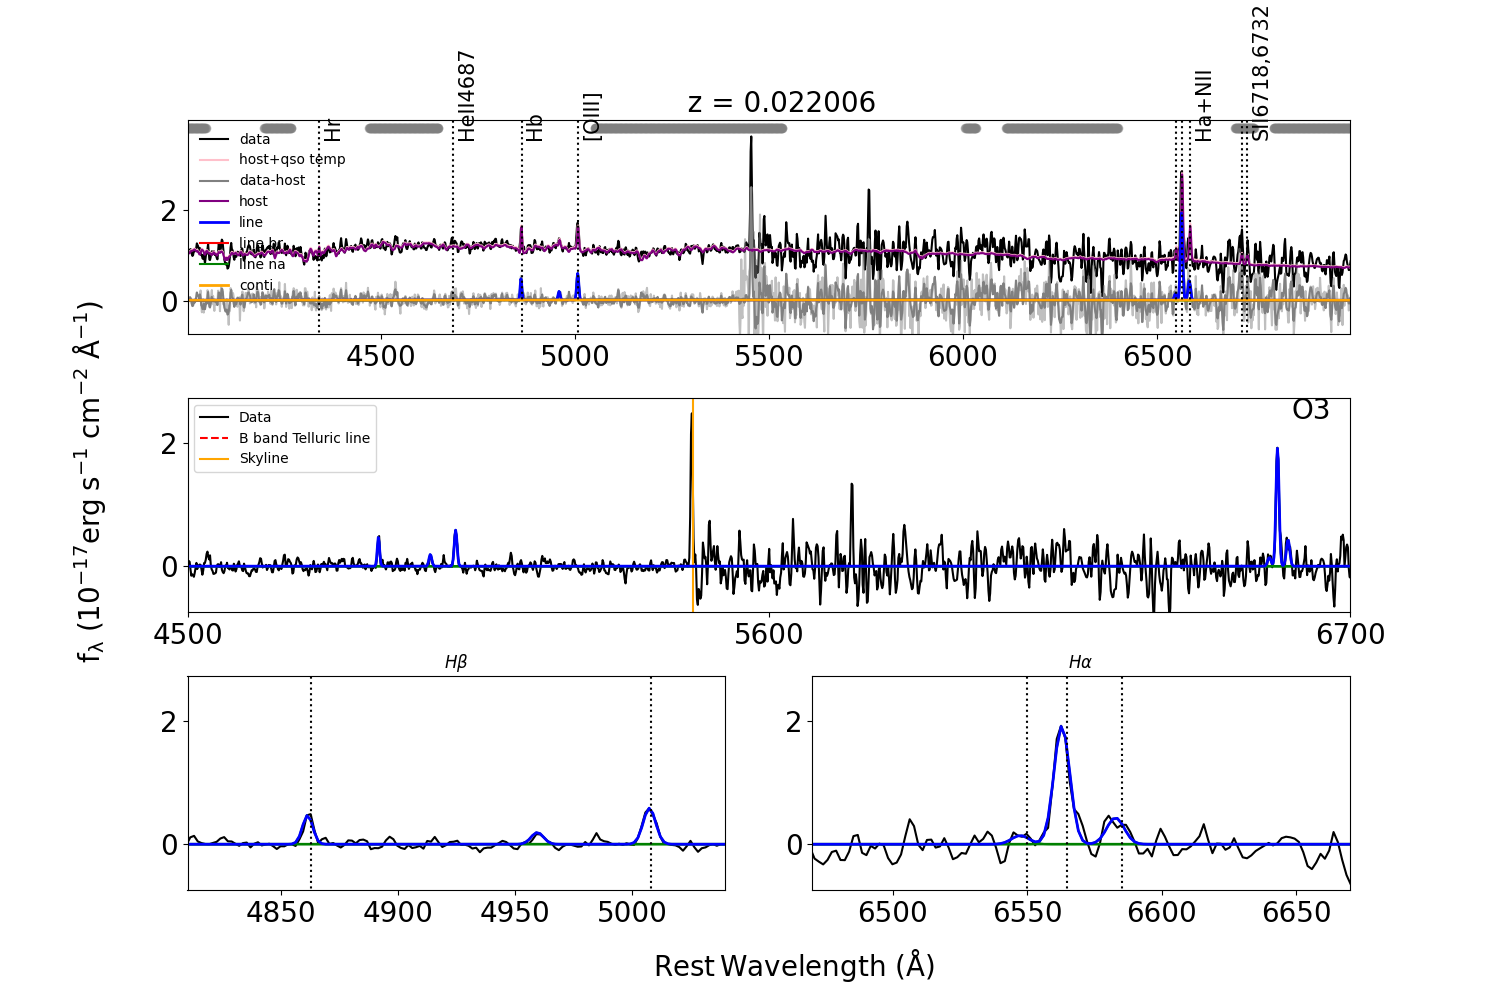 z = 0.022006
Hr
HeII4687
Hb
[OIII]
Ha+NII
SII6718,6732
data
host+qso temp
data-host
host
line
line br
line na
conti
2
0
4500 5000 5500 6000 6500
O3
Data
B band Telluric line
Skyline
2
0
4500 5600 6700
fλ (10−17erg s−1 cm−2 Å−1)
Hβ
2
0
4850 4900 4950 5000
Hα
2
0
6500 6550 6600 6650
Rest Wavelength (Å)